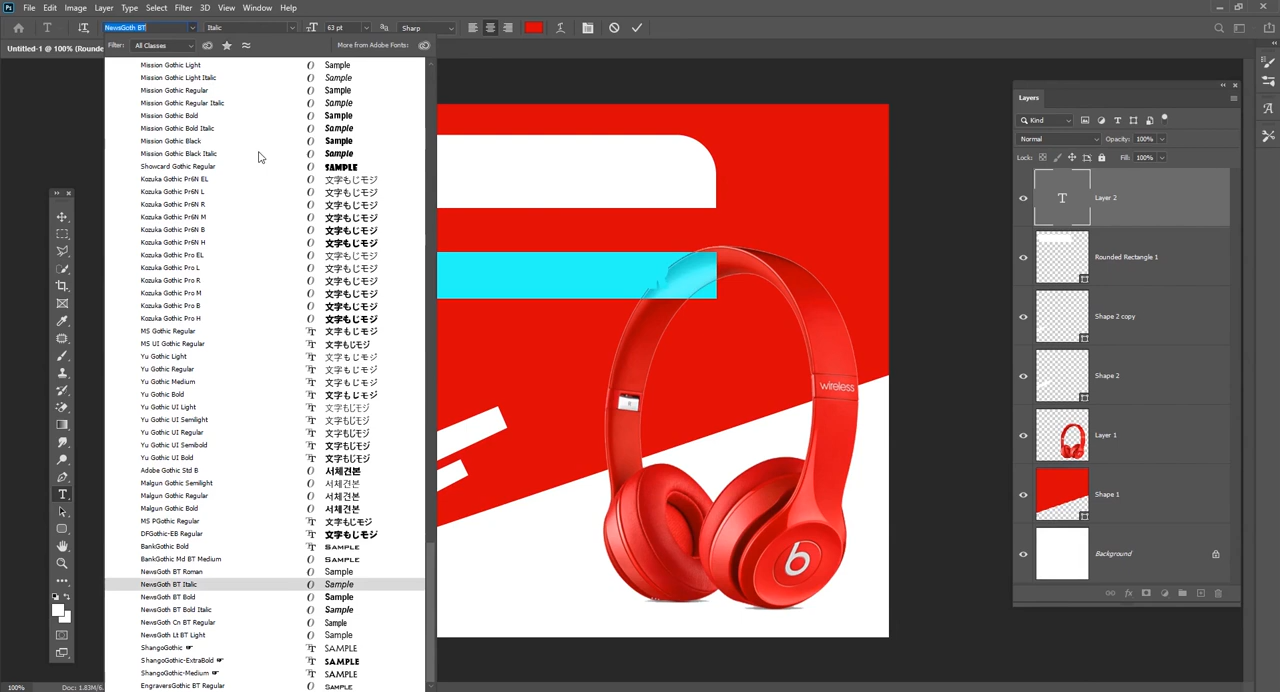 File Edit Image Layer Type Select Filter 3D View Window Help
NewsGoth BT Italic 63 pt Sharp
Untitled-1 @ 100% (Rounde
Filter: All Classes More from Adobe Fonts:
Mission Gothic Light Sample
Mission Gothic Light Italic Sample
Mission Gothic Regular Sample
Mission Gothic Regular Italic Sample
Mission Gothic Bold Sample
Mission Gothic Bold Italic Sample
Mission Gothic Black Sample
Mission Gothic Black Italic Sample
Showcard Gothic Regular SAMPLE
Kozuka Gothic Pr6N EL 文字もじモジ
Kozuka Gothic Pr6N L 文字もじモジ
Kozuka Gothic Pr6N R 文字もじモジ
Kozuka Gothic Pr6N M 文字もじモジ
Kozuka Gothic Pr6N B 文字もじモジ
Kozuka Gothic Pr6N H 文字もじモジ
Kozuka Gothic Pro EL 文字もじモジ
Kozuka Gothic Pro L 文字もじモジ
Kozuka Gothic Pro R 文字もじモジ
Kozuka Gothic Pro M 文字もじモジ
Kozuka Gothic Pro B 文字もじモジ
Kozuka Gothic Pro H 文字もじモジ
MS Gothic Regular 文字もじモジ
MS UI Gothic Regular 文字もじモジ
Yu Gothic Light 文字もじモジ
Yu Gothic Regular 文字もじモジ
Yu Gothic Medium 文字もじモジ
Yu Gothic Bold 文字もじモジ
Yu Gothic UI Light 文字もじモジ
Yu Gothic UI Semilight 文字もじモジ
Yu Gothic UI Regular 文字もじモジ
Yu Gothic UI Semibold 文字もじモジ
Yu Gothic UI Bold 文字もじモジ
Adobe Gothic Std B 서체견본
Malgun Gothic Semilight 서체견본
Malgun Gothic Regular 서체견본
Malgun Gothic Bold 서체견본
MS PGothic Regular 文字もじモジ
DFGothic-EB Regular 文字もじモジ
BankGothic Bold SAMPLE
BankGothic Md BT Medium SAMPLE
NewsGoth BT Roman Sample
NewsGoth BT Italic Sample
NewsGoth BT Bold Sample
NewsGoth BT Bold Italic Sample
NewsGoth Cn BT Regular Sample
NewsGoth Lt BT Light Sample
ShangoGothic SAMPLE
ShangoGothic-ExtraBold SAMPLE
ShangoGothic-Medium SAMPLE
EngraversGothic BT Regular SAMPLE
wireless
b
Layers
Kind
Normal Opacity: 100%
Lock: Fill: 100%
T Layer 2
Rounded Rectangle 1
Shape 2 copy
Shape 2
Layer 1
Shape 1
Background
100% Doc: 1.83M/6.